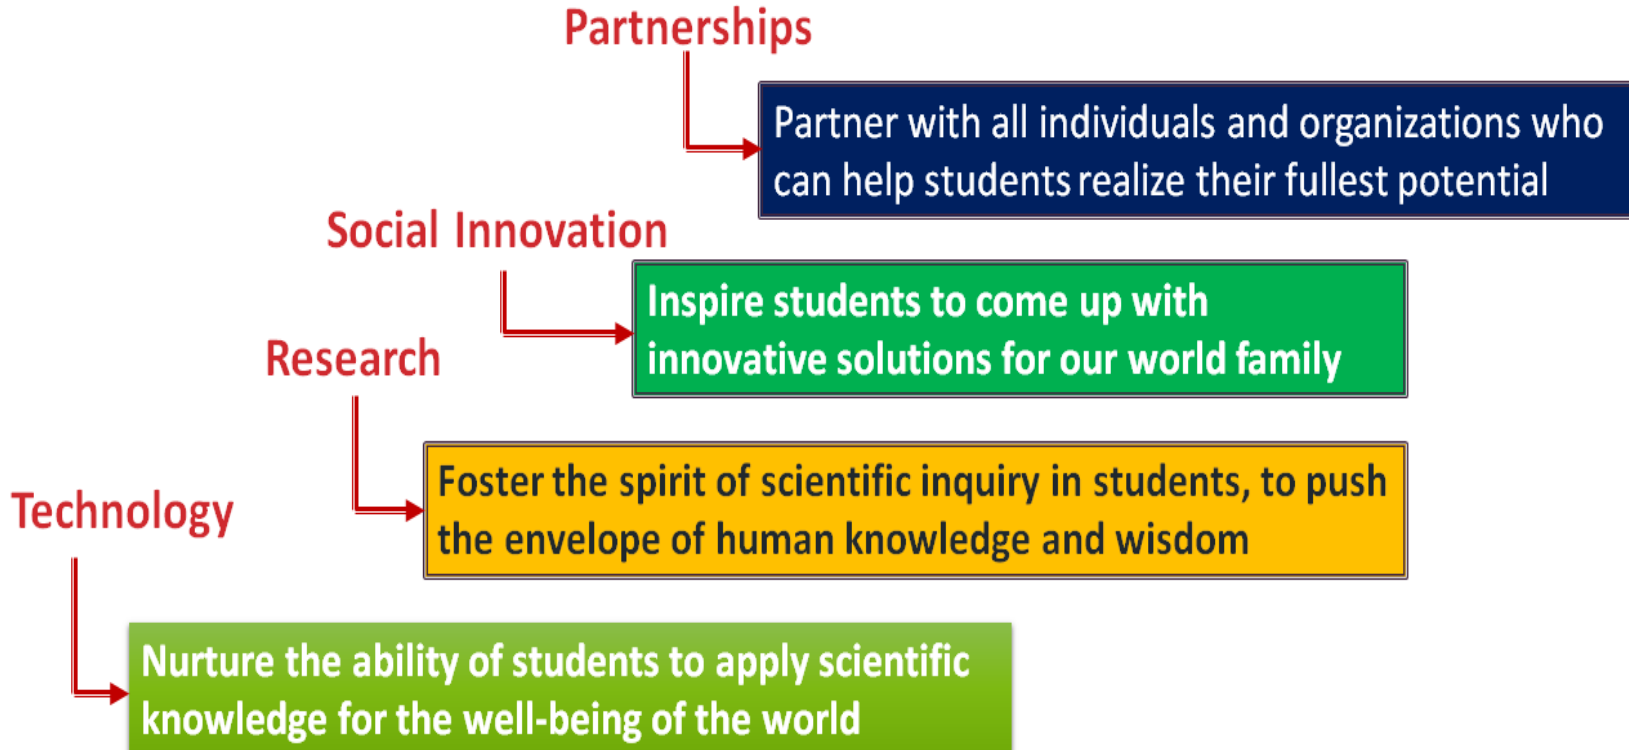 Partnerships
Partner with all individuals and organizations who
can help students realize their fullest potential
Social Innovation
Inspire students to come up with
innovative solutions for our world family
Research
Foster the spirit of scientific inquiry in students, to push
the envelope of human knowledge and wisdom
Technology
Nurture the ability of students to apply scientific
knowledge for the well-being of the world